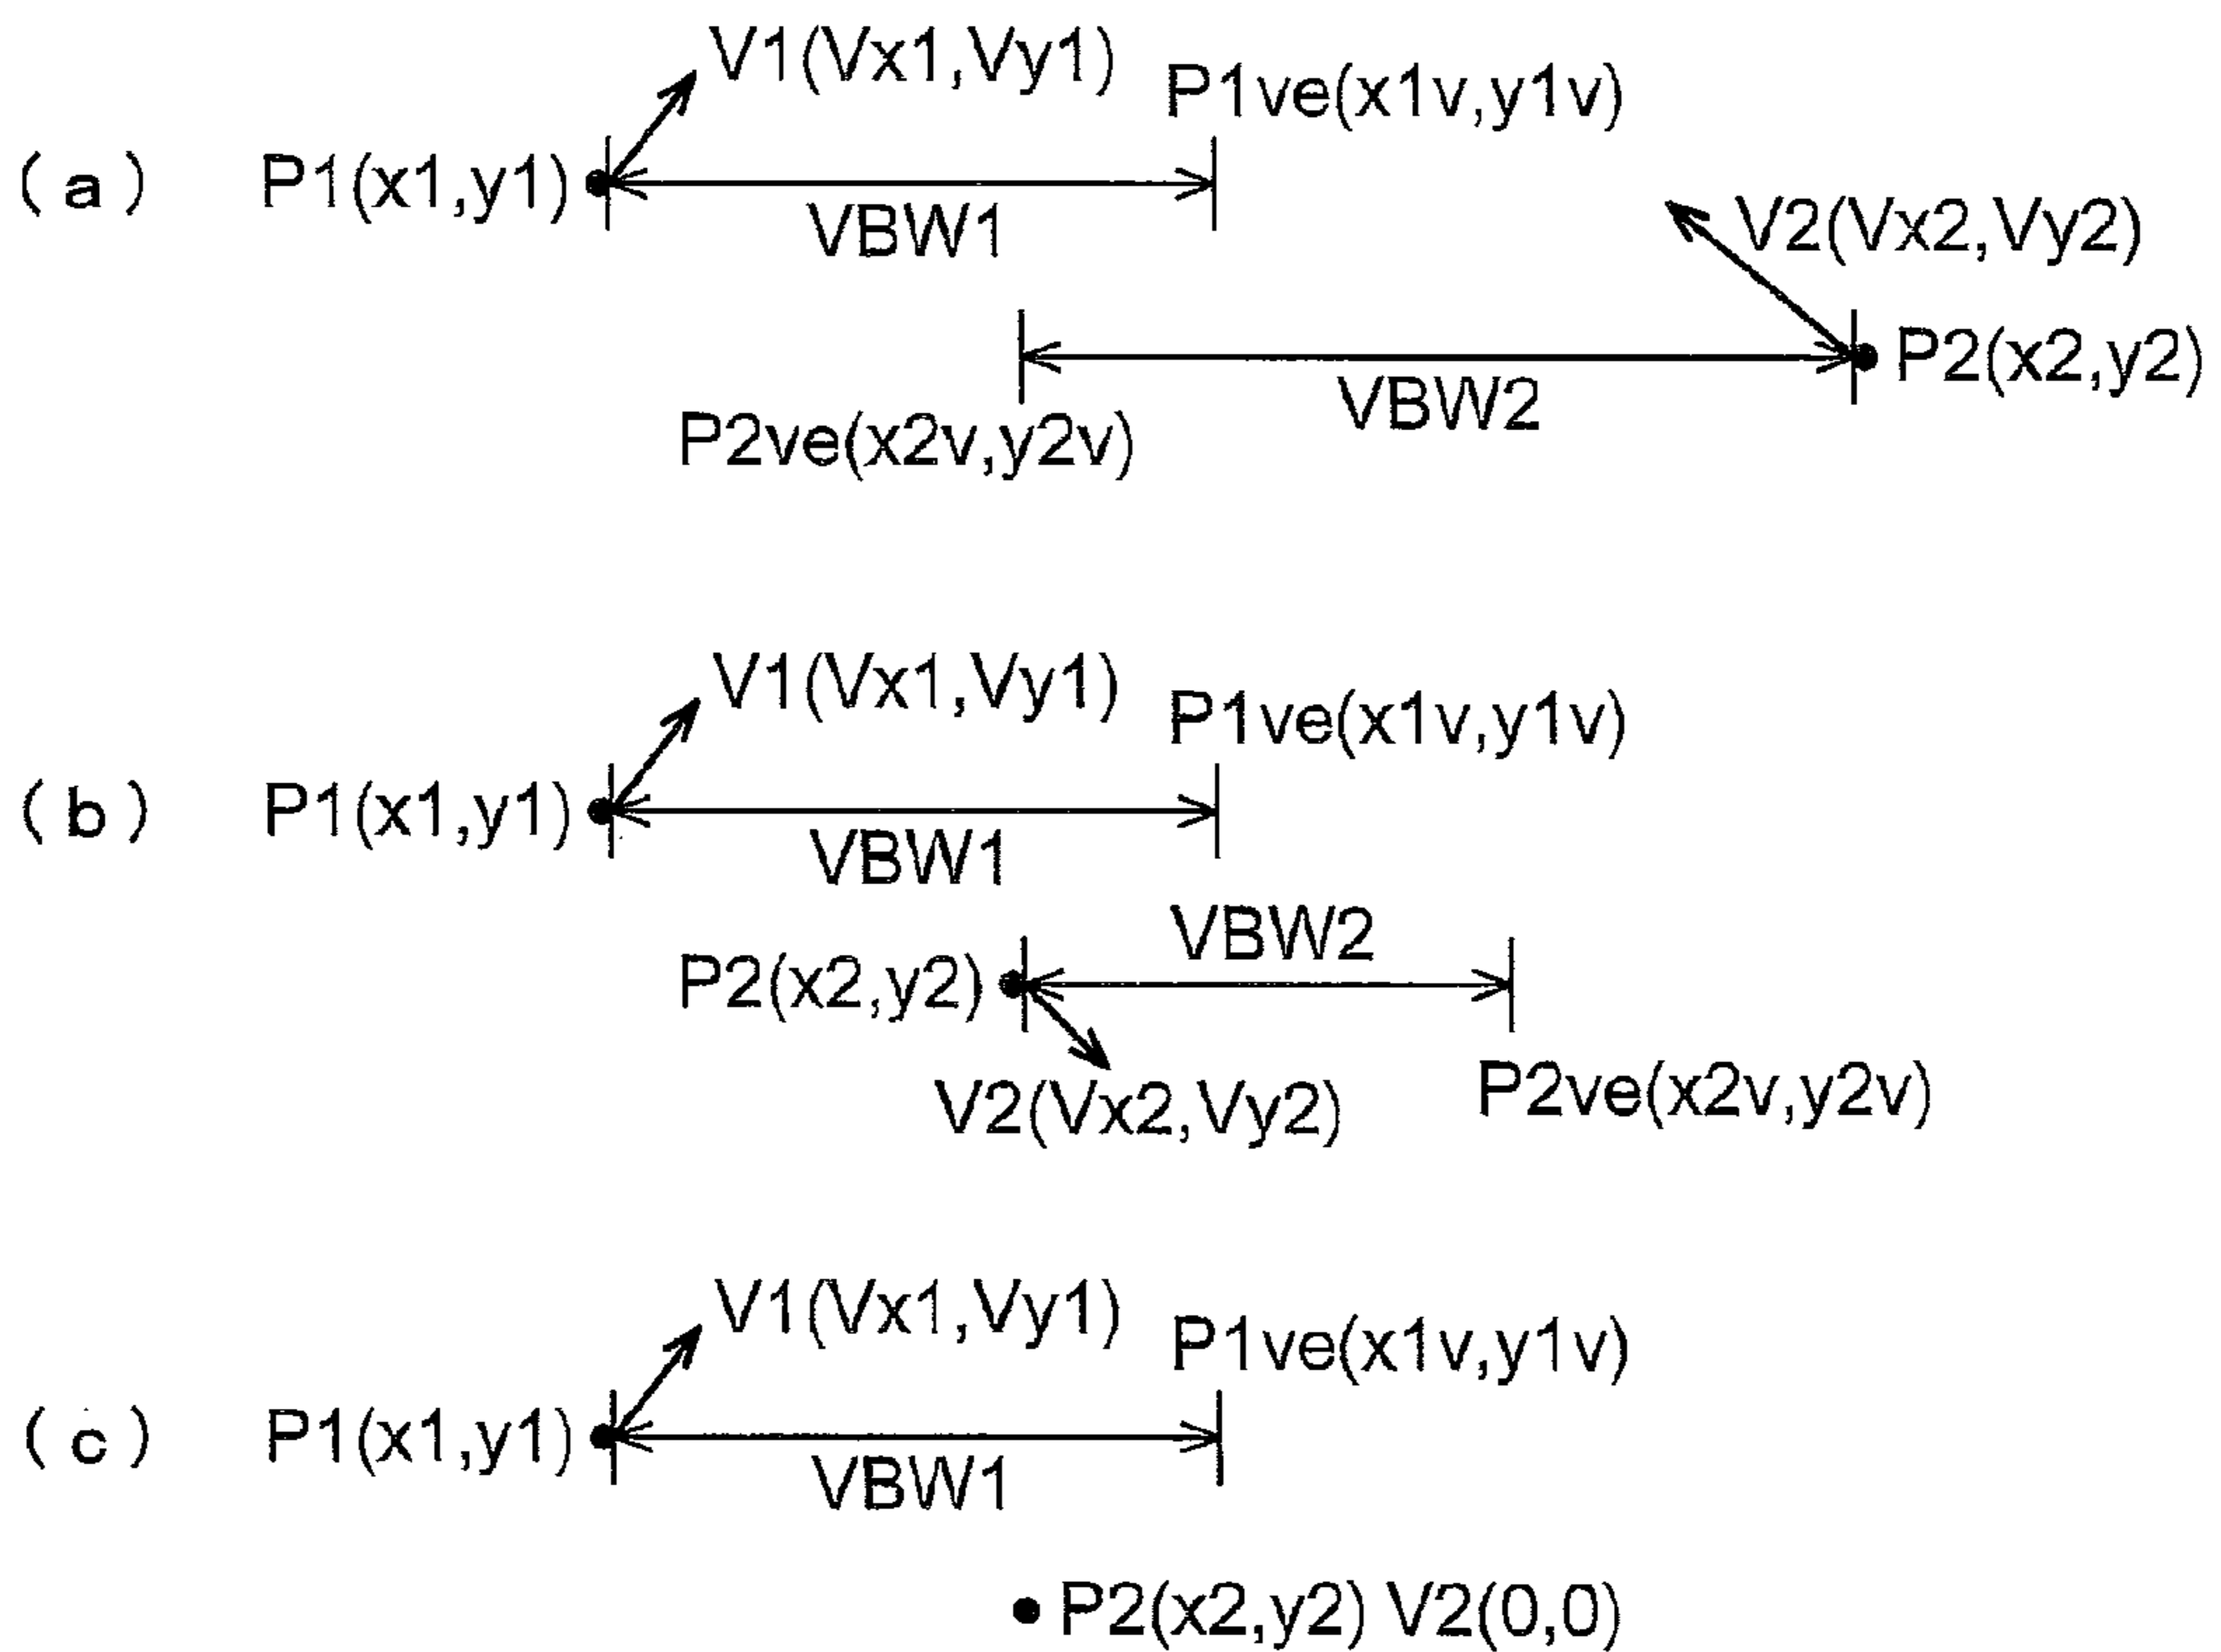 V1(Vx1,Vy1)
P1ve(x1v,y1v)
(a) P1(x1,y1)
VBW1
V2(Vx2,Vy2)
P2(x2,y2)
VBW2
P2ve(x2v,y2v)
V1(Vx1,Vy1)
P1ve(x1v,y1v)
(b) P1(x1,y1)
VBW1
VBW2
P2(x2,y2)
P2ve(x2v,y2v)
V2(Vx2,Vy2)
V1(Vx1,Vy1)
P1ve(x1v,y1v)
(c) P1(x1,y1)
VBW1
P2(x2,y2) V2(0,0)